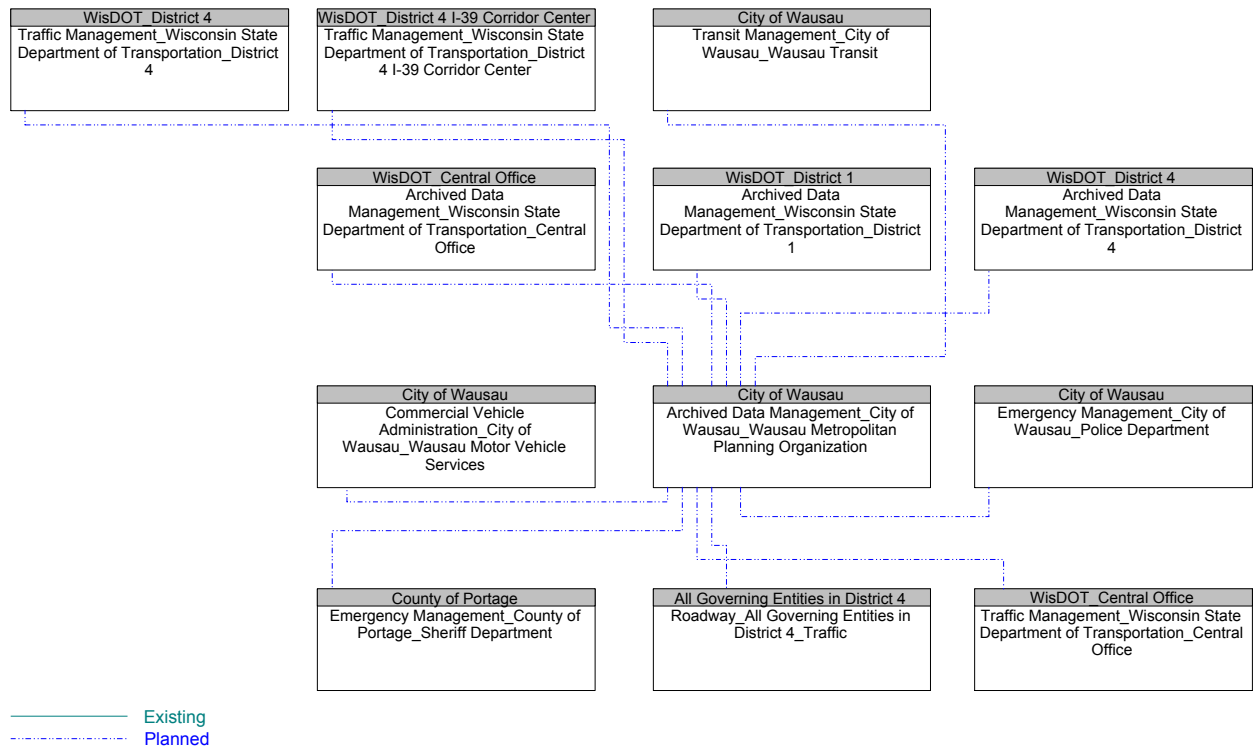 WisDOT_District 4
Traffic Management_Wisconsin State
Department of Transportation_District
4
WisDOT_District 4 I-39 Corridor Center
Traffic Management_Wisconsin State
Department of Transportation_District
4 I-39 Corridor Center
City of Wausau
Transit Management_City of
Wausau_Wausau Transit
WisDOT_Central Office
Archived Data
Management_Wisconsin State
Department of Transportation_Central
Office
WisDOT_District 1
Archived Data
Management_Wisconsin State
Department of Transportation_District
1
WisDOT_District 4
Archived Data
Management_Wisconsin State
Department of Transportation_District
4
City of Wausau
Commercial Vehicle
Administration_City of
Wausau_Wausau Motor Vehicle
Services
City of Wausau
Archived Data Management_City of
Wausau_Wausau Metropolitan
Planning Organization
City of Wausau
Emergency Management_City of
Wausau_Police Department
County of Portage
Emergency Management_County of
Portage_Sheriff Department
All Governing Entities in District 4
Roadway_All Governing Entities in
District 4_Traffic
WisDOT_Central Office
Traffic Management_Wisconsin State
Department of Transportation_Central
Office
Existing
Planned